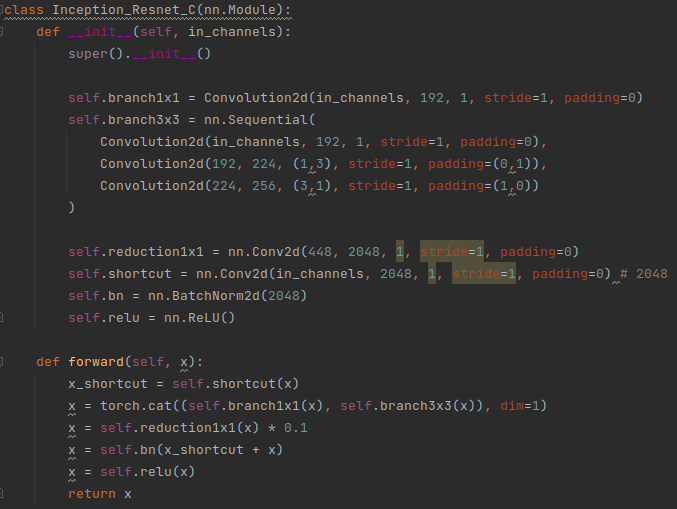 class Inception_Resnet_C(nn.Module):
    def __init__(self, in_channels):
        super().__init__()
        self.branch1x1 = Convolution2d(in_channels, 192, 1, stride=1, padding=0)
        self.branch3x3 = nn.Sequential(
            Convolution2d(in_channels, 192, 1, stride=1, padding=0),
            Convolution2d(192, 224, (1,3), stride=1, padding=(0,1)),
            Convolution2d(224, 256, (3,1), stride=1, padding=(1,0))
        )
        self.reduction1x1 = nn.Conv2d(448, 2048, 1, stride=1, padding=0)
        self.shortcut = nn.Conv2d(in_channels, 2048, 1, stride=1, padding=0) # 2048
        self.bn = nn.BatchNorm2d(2048)
        self.relu = nn.ReLU()
    def forward(self, x):
        x_shortcut = self.shortcut(x)
        x = torch.cat((self.branch1x1(x), self.branch3x3(x)), dim=1)
        x = self.reduction1x1(x) * 0.1
        x = self.bn(x_shortcut + x)
        x = self.relu(x)
        return x